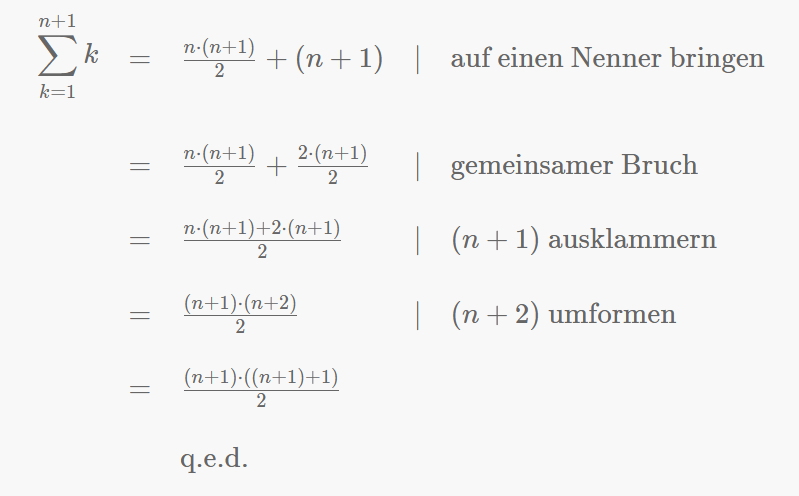 $\sum_{k=1}^{n+1} k = \frac{n \cdot (n+1)}{2} + (n+1)$ | auf einen Nenner bringen
$= \frac{n \cdot (n+1)}{2} + \frac{2 \cdot (n+1)}{2}$ | gemeinsamer Bruch
$= \frac{n \cdot (n+1) + 2 \cdot (n+1)}{2}$ | $(n+1)$ ausklammern
$= \frac{(n+1) \cdot (n+2)}{2}$ | $(n+2)$ umformen
$= \frac{(n+1) \cdot ((n+1)+1)}{2}$
q.e.d.